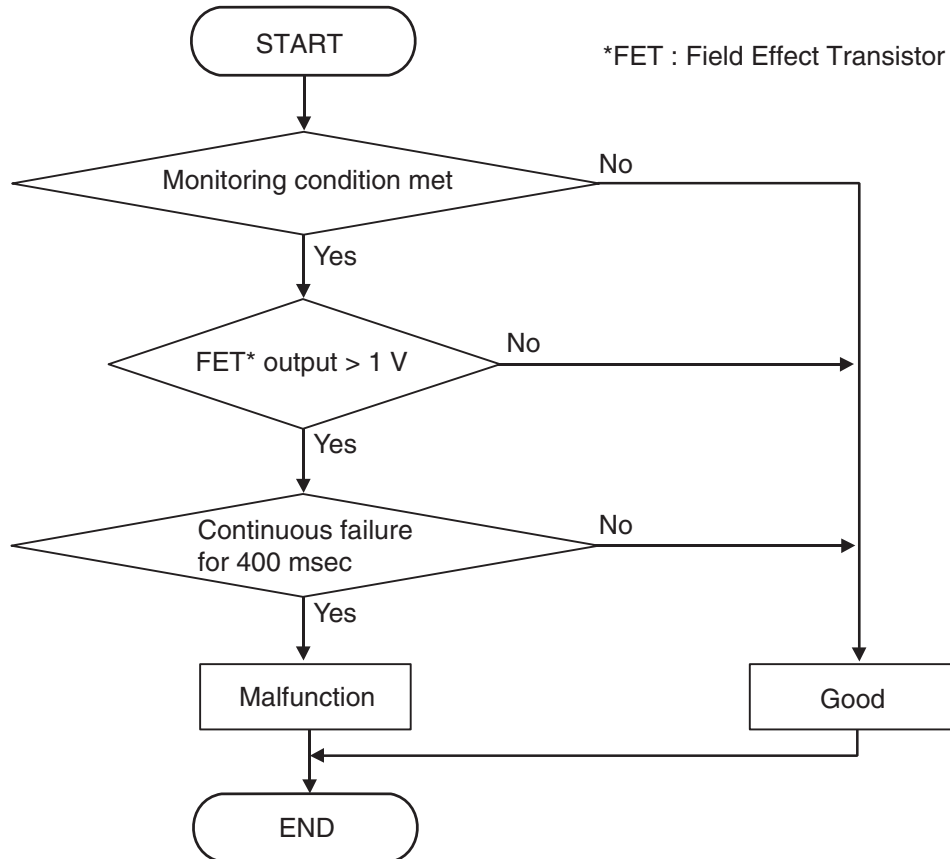 START
*FET : Field Effect Transistor
Monitoring condition met
No
Yes
FET* output > 1 V
No
Yes
Continuous failure
for 400 msec
No
Yes
Malfunction
Good
END